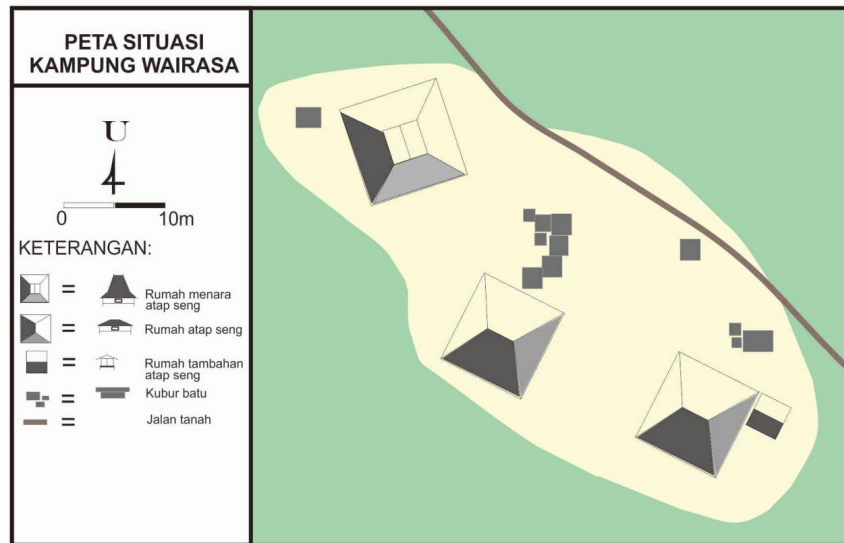 PETA SITUASI
KAMPUNG WAIRASA
U
0 10m
KETERANGAN:
= Rumah menara
atap seng
= Rumah atap seng
= Rumah tambahan
atap seng
= Kubur batu
= Jalan tanah